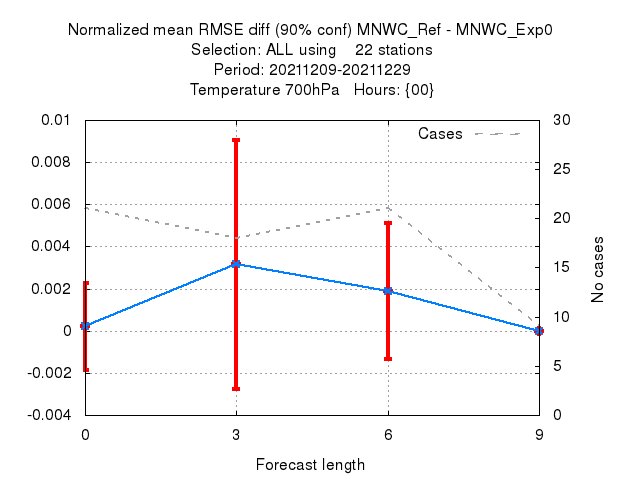 Normalized mean RMSE diff (90% conf) MNWC_Ref - MNWC_Exp0
Selection: ALL using    22 stations
Period: 20211209-20211229
Temperature 700hPa   Hours: {00}
0.01
0.008
0.006
0.004
0.002
0
-0.002
-0.004
Cases
30
25
20
15
10
5
0
No cases
0 3 6 9
Forecast length